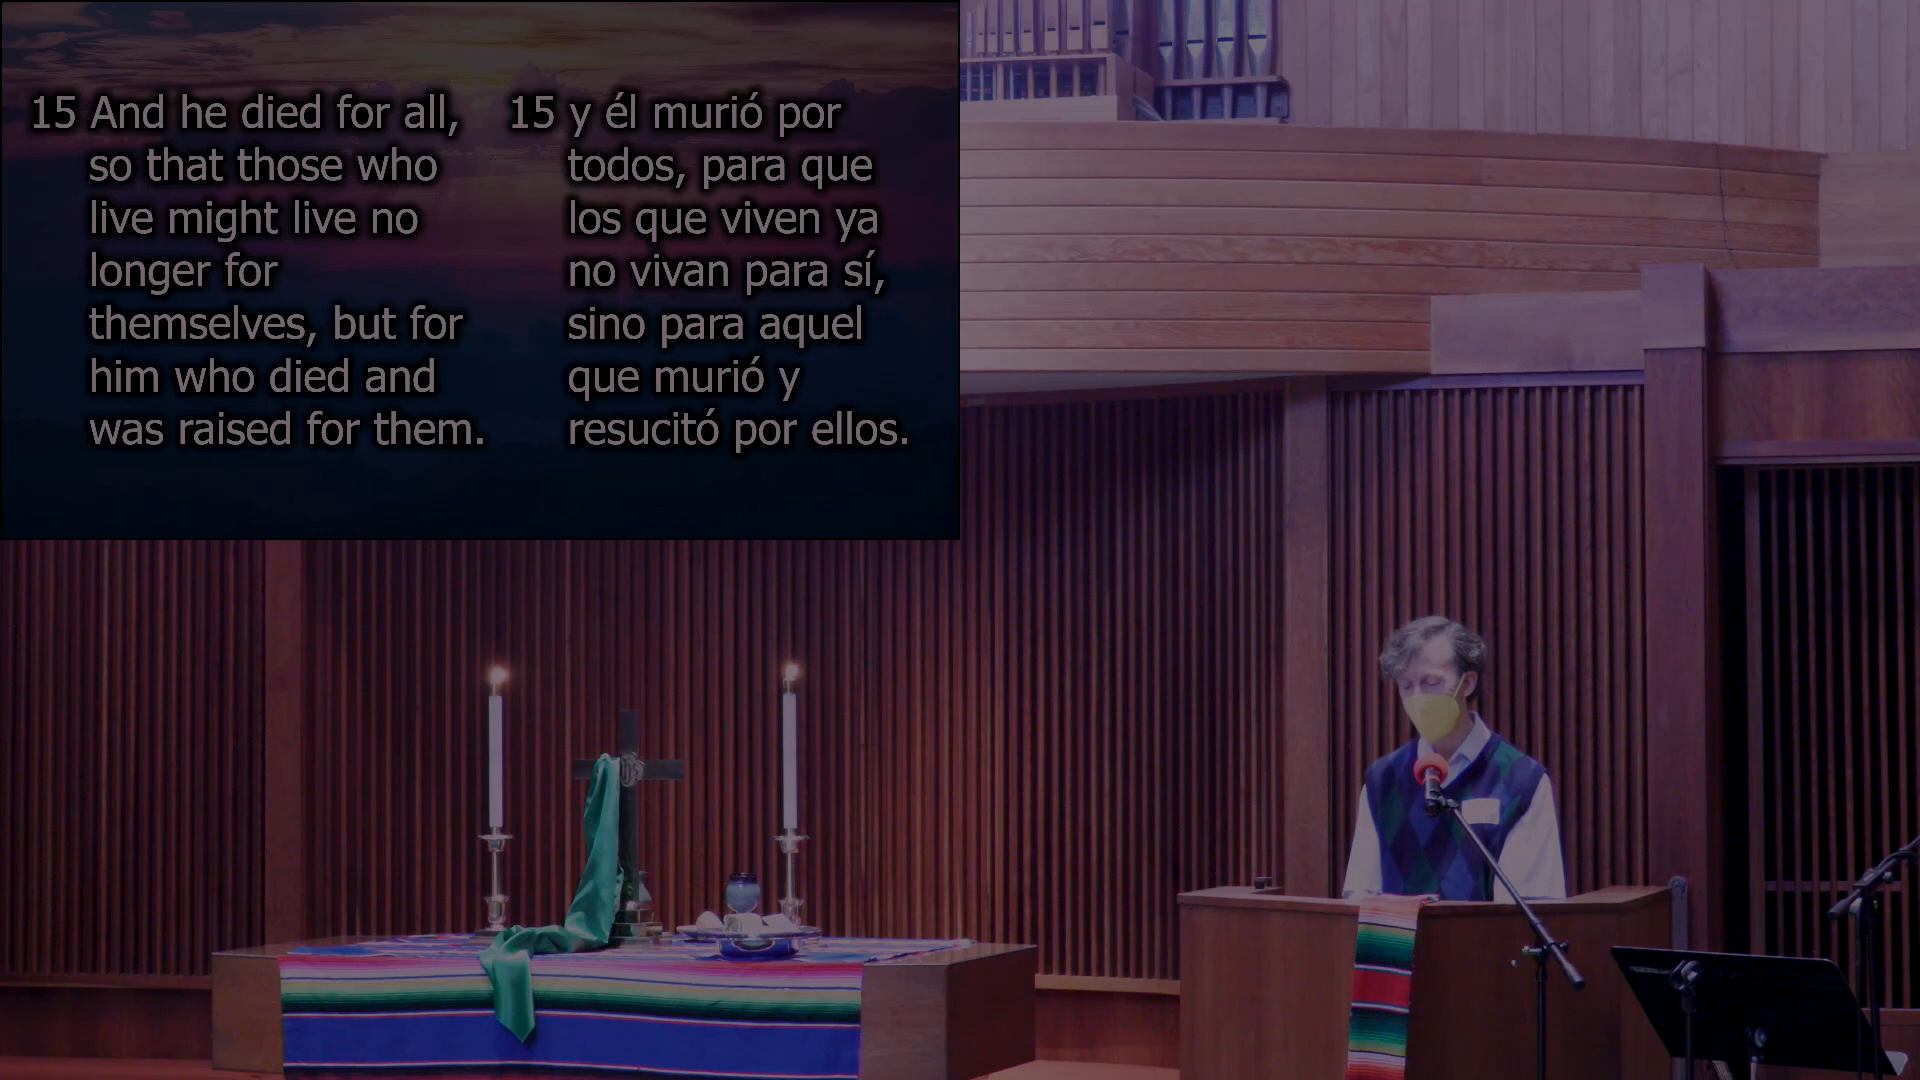 15 And he died for all,
so that those who
live might live no
longer for
themselves, but for
him who died and
was raised for them.
15 y él murió por
todos, para que
los que viven ya
no vivan para sí,
sino para aquel
que murió y
resucitó por ellos.